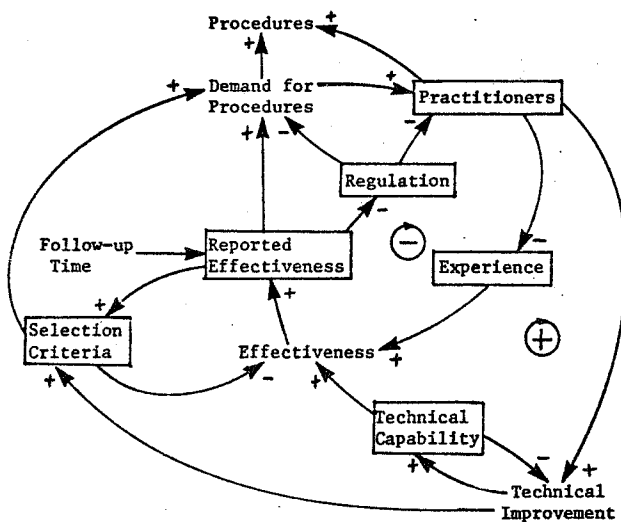 Procedures
+
+
+
Demand for
Procedures
+
Practitioners
+
-
-
Regulation
-
Follow-up
Time
Reported
Effectiveness
-
-
Experience
+
+
Selection
Criteria
+
Effectiveness
+
+
-
+
Technical
Capability
+
-
+
Technical
Improvement